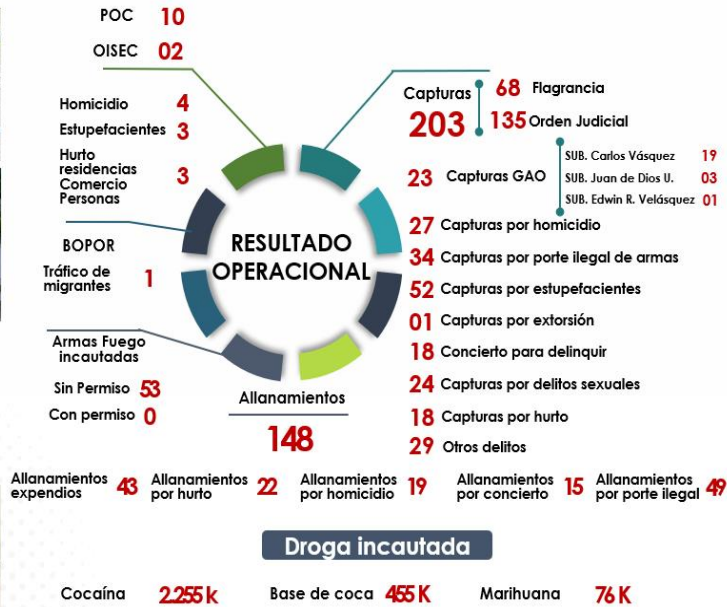 POC 10
OISEC 02
Homicidio 4
Estupefacientes 3
Hurto
residencias
Comercio 3
Personas
BOPOR
Tráfico de
migrantes 1
Armas Fuego
incautadas
Sin Permiso 53
Con permiso 0
RESULTADO
OPERACIONAL
Allanamientos
148
Capturas
203
68 Flagrancia
135 Orden Judicial
23 Capturas GAO
SUB. Carlos Vásquez 19
SUB. Juan de Dios U. 03
SUB. Edwin R. Velásquez 01
27 Capturas por homicidio
34 Capturas por porte ilegal de armas
52 Capturas por estupefacientes
01 Capturas por extorsión
18 Concierto para delinquir
24 Capturas por delitos sexuales
18 Capturas por hurto
29 Otros delitos
Allanamientos
expendios 43
Allanamientos
por hurto 22
Allanamientos
por homicidio 19
Allanamientos
por concierto 15
Allanamientos
por porte ilegal 49
Droga incautada
Cocaína 2.255 k
Base de coca 455 K
Marihuana 76 K